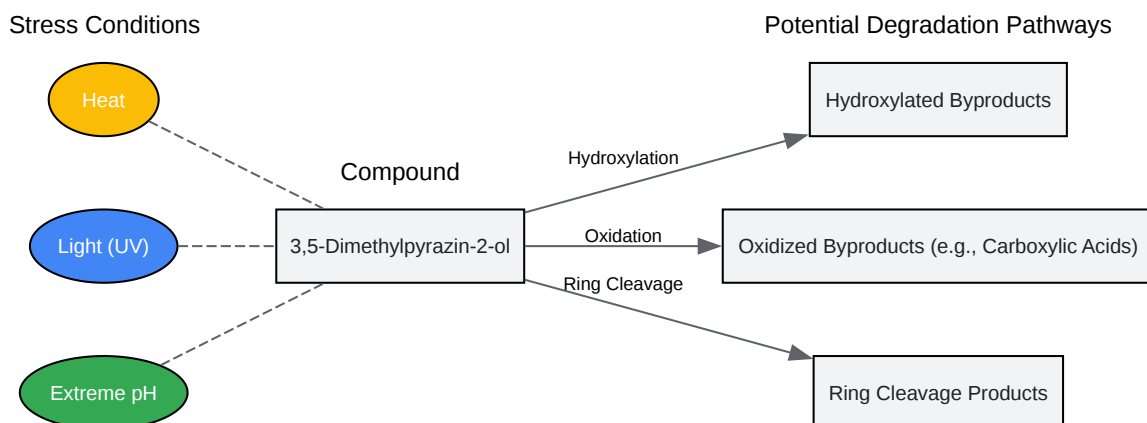 Stress Conditions
Potential Degradation Pathways
Heat
Hydroxylated Byproducts
Hydroxylation
Compound
Light (UV)
3,5-Dimethylpyrazin-2-ol
Oxidation
Oxidized Byproducts (e.g., Carboxylic Acids)
Ring Cleavage
Extreme pH
Ring Cleavage Products